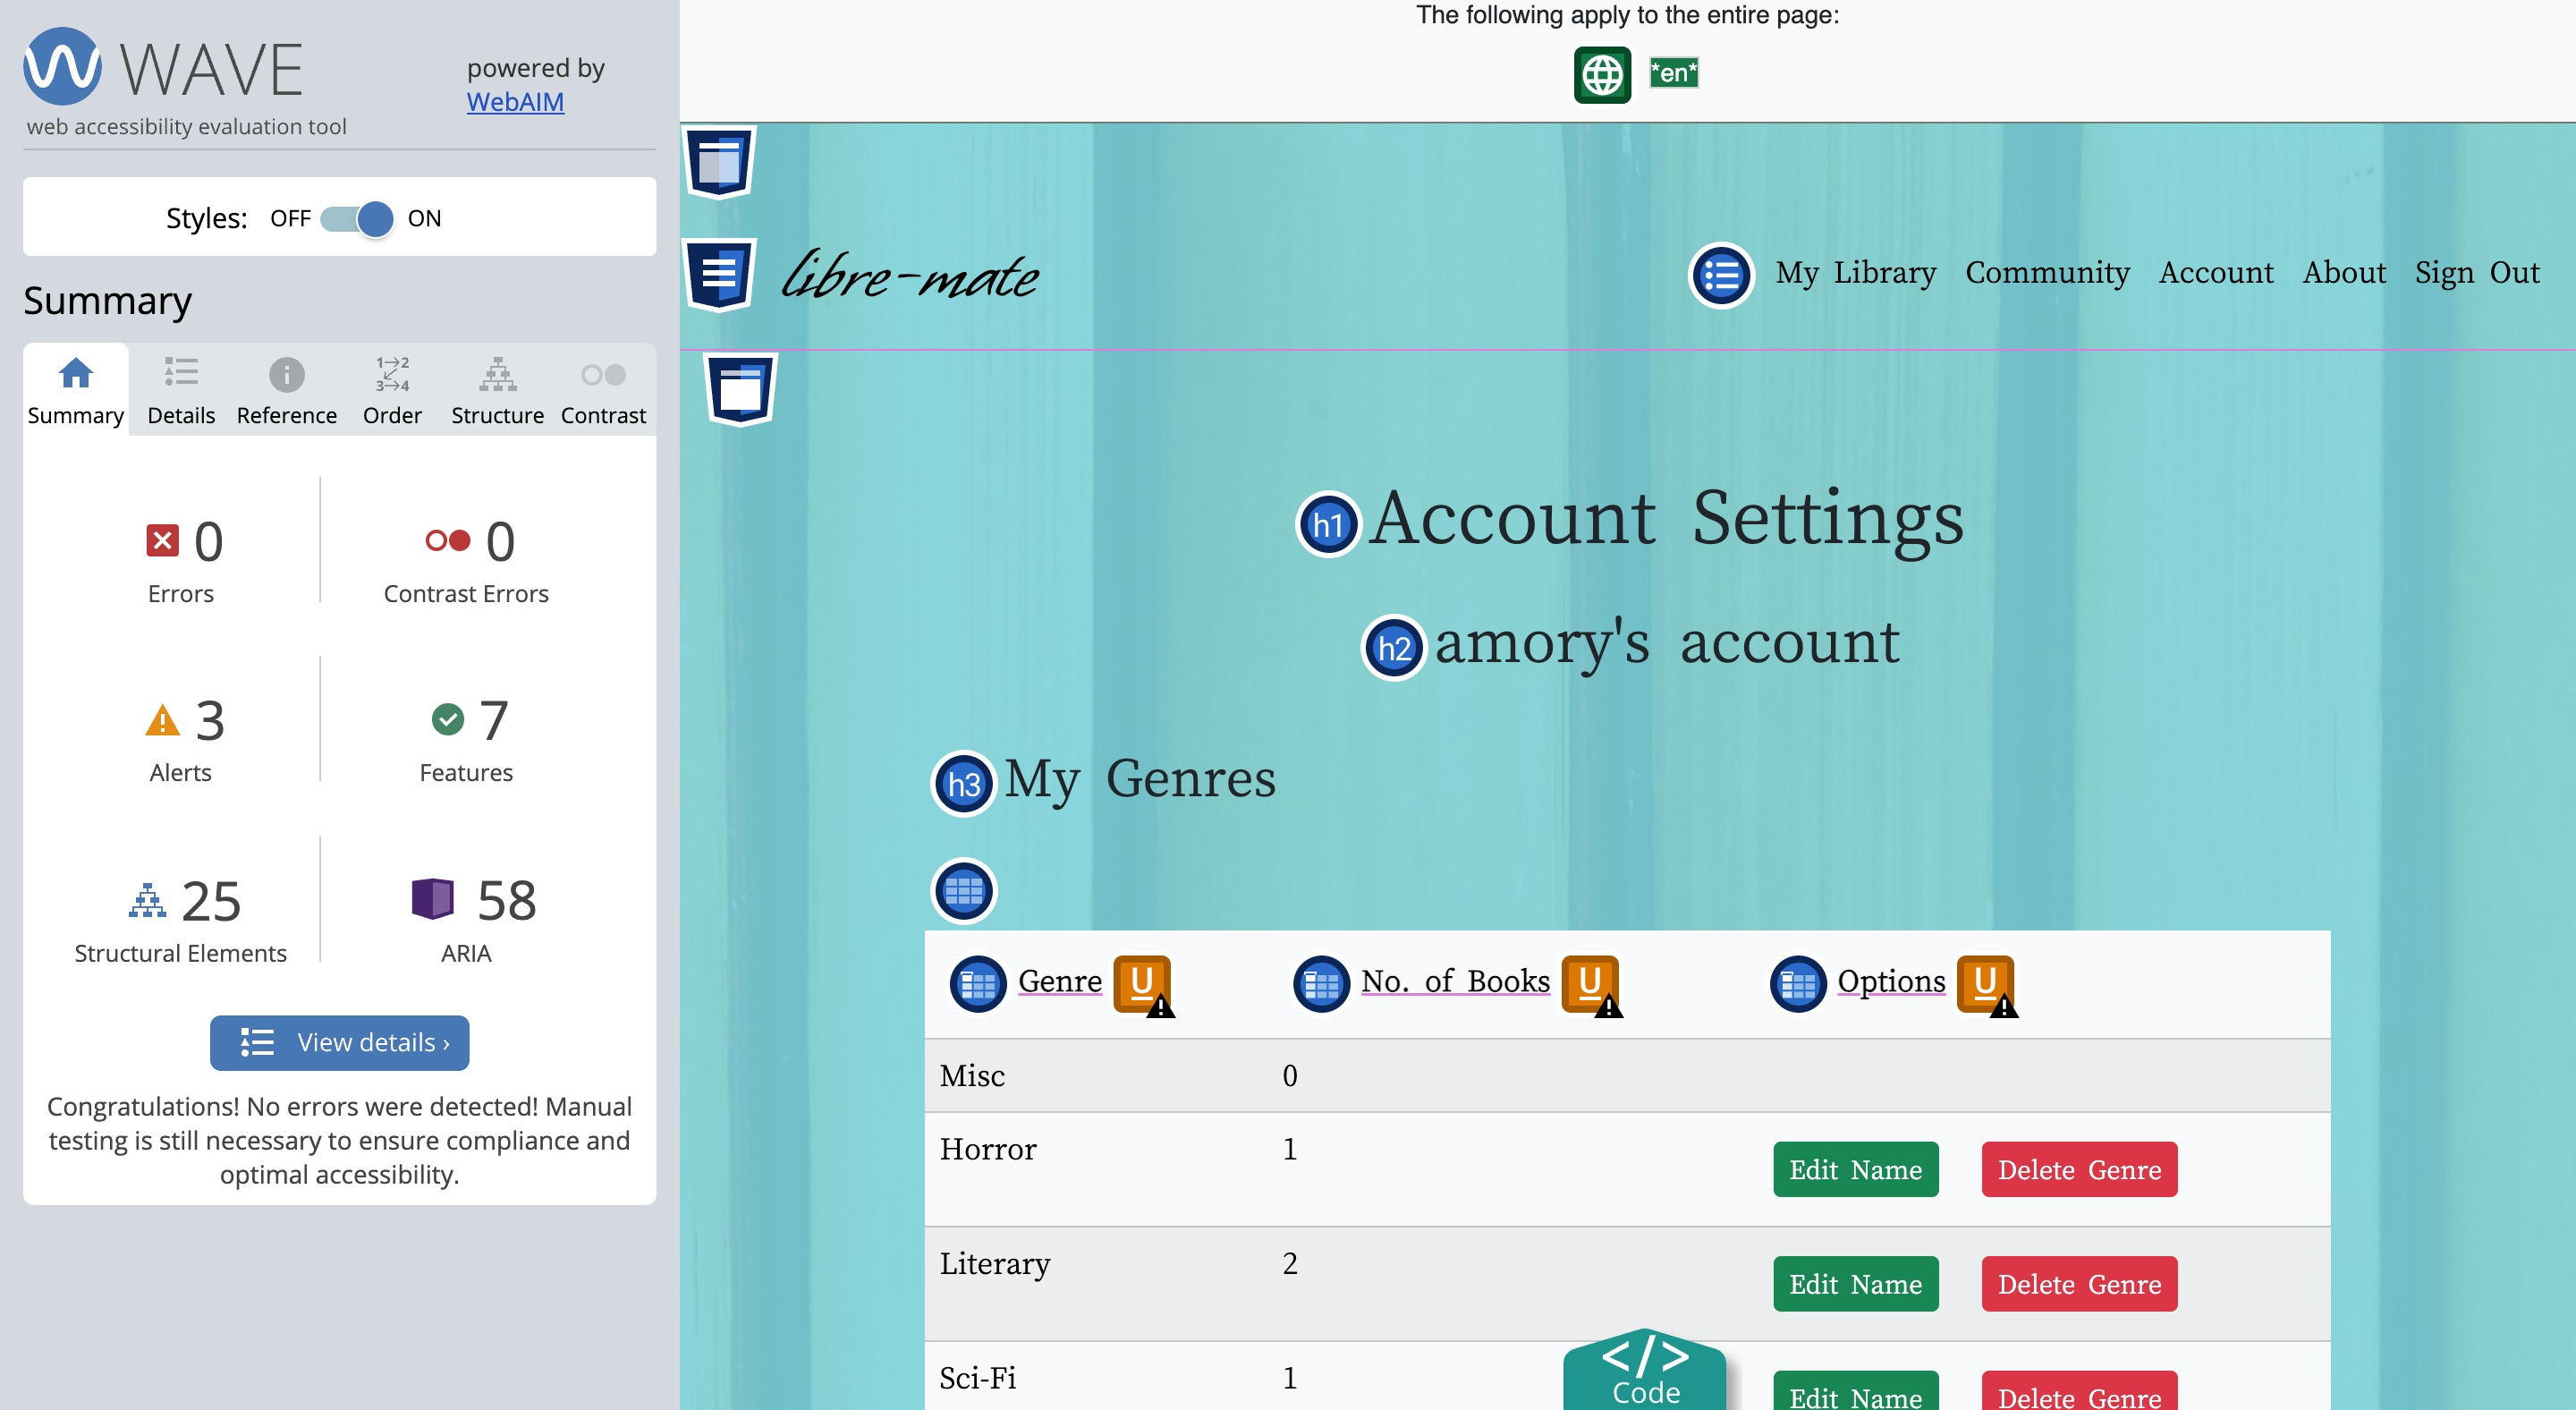 WAVE
powered by
WebAIM
web accessibility evaluation tool
Styles: OFF ON
Summary
1→2
3→4
Summary Details Reference Order Structure Contrast
0 0
Errors Contrast Errors
3 7
Alerts Features
25 58
Structural Elements ARIA
View details ›
Congratulations! No errors were detected! Manual
testing is still necessary to ensure compliance and
optimal accessibility.
The following apply to the entire page:
*en*
libre-mate My Library Community Account About Sign Out
h1 Account Settings
h2 amory's account
h3 My Genres
Genre U No. of Books U Options U
Misc 0
Horror 1 Edit Name Delete Genre
Literary 2 Edit Name Delete Genre
Sci-Fi 1 Edit Name Delete Genre
</>
Code